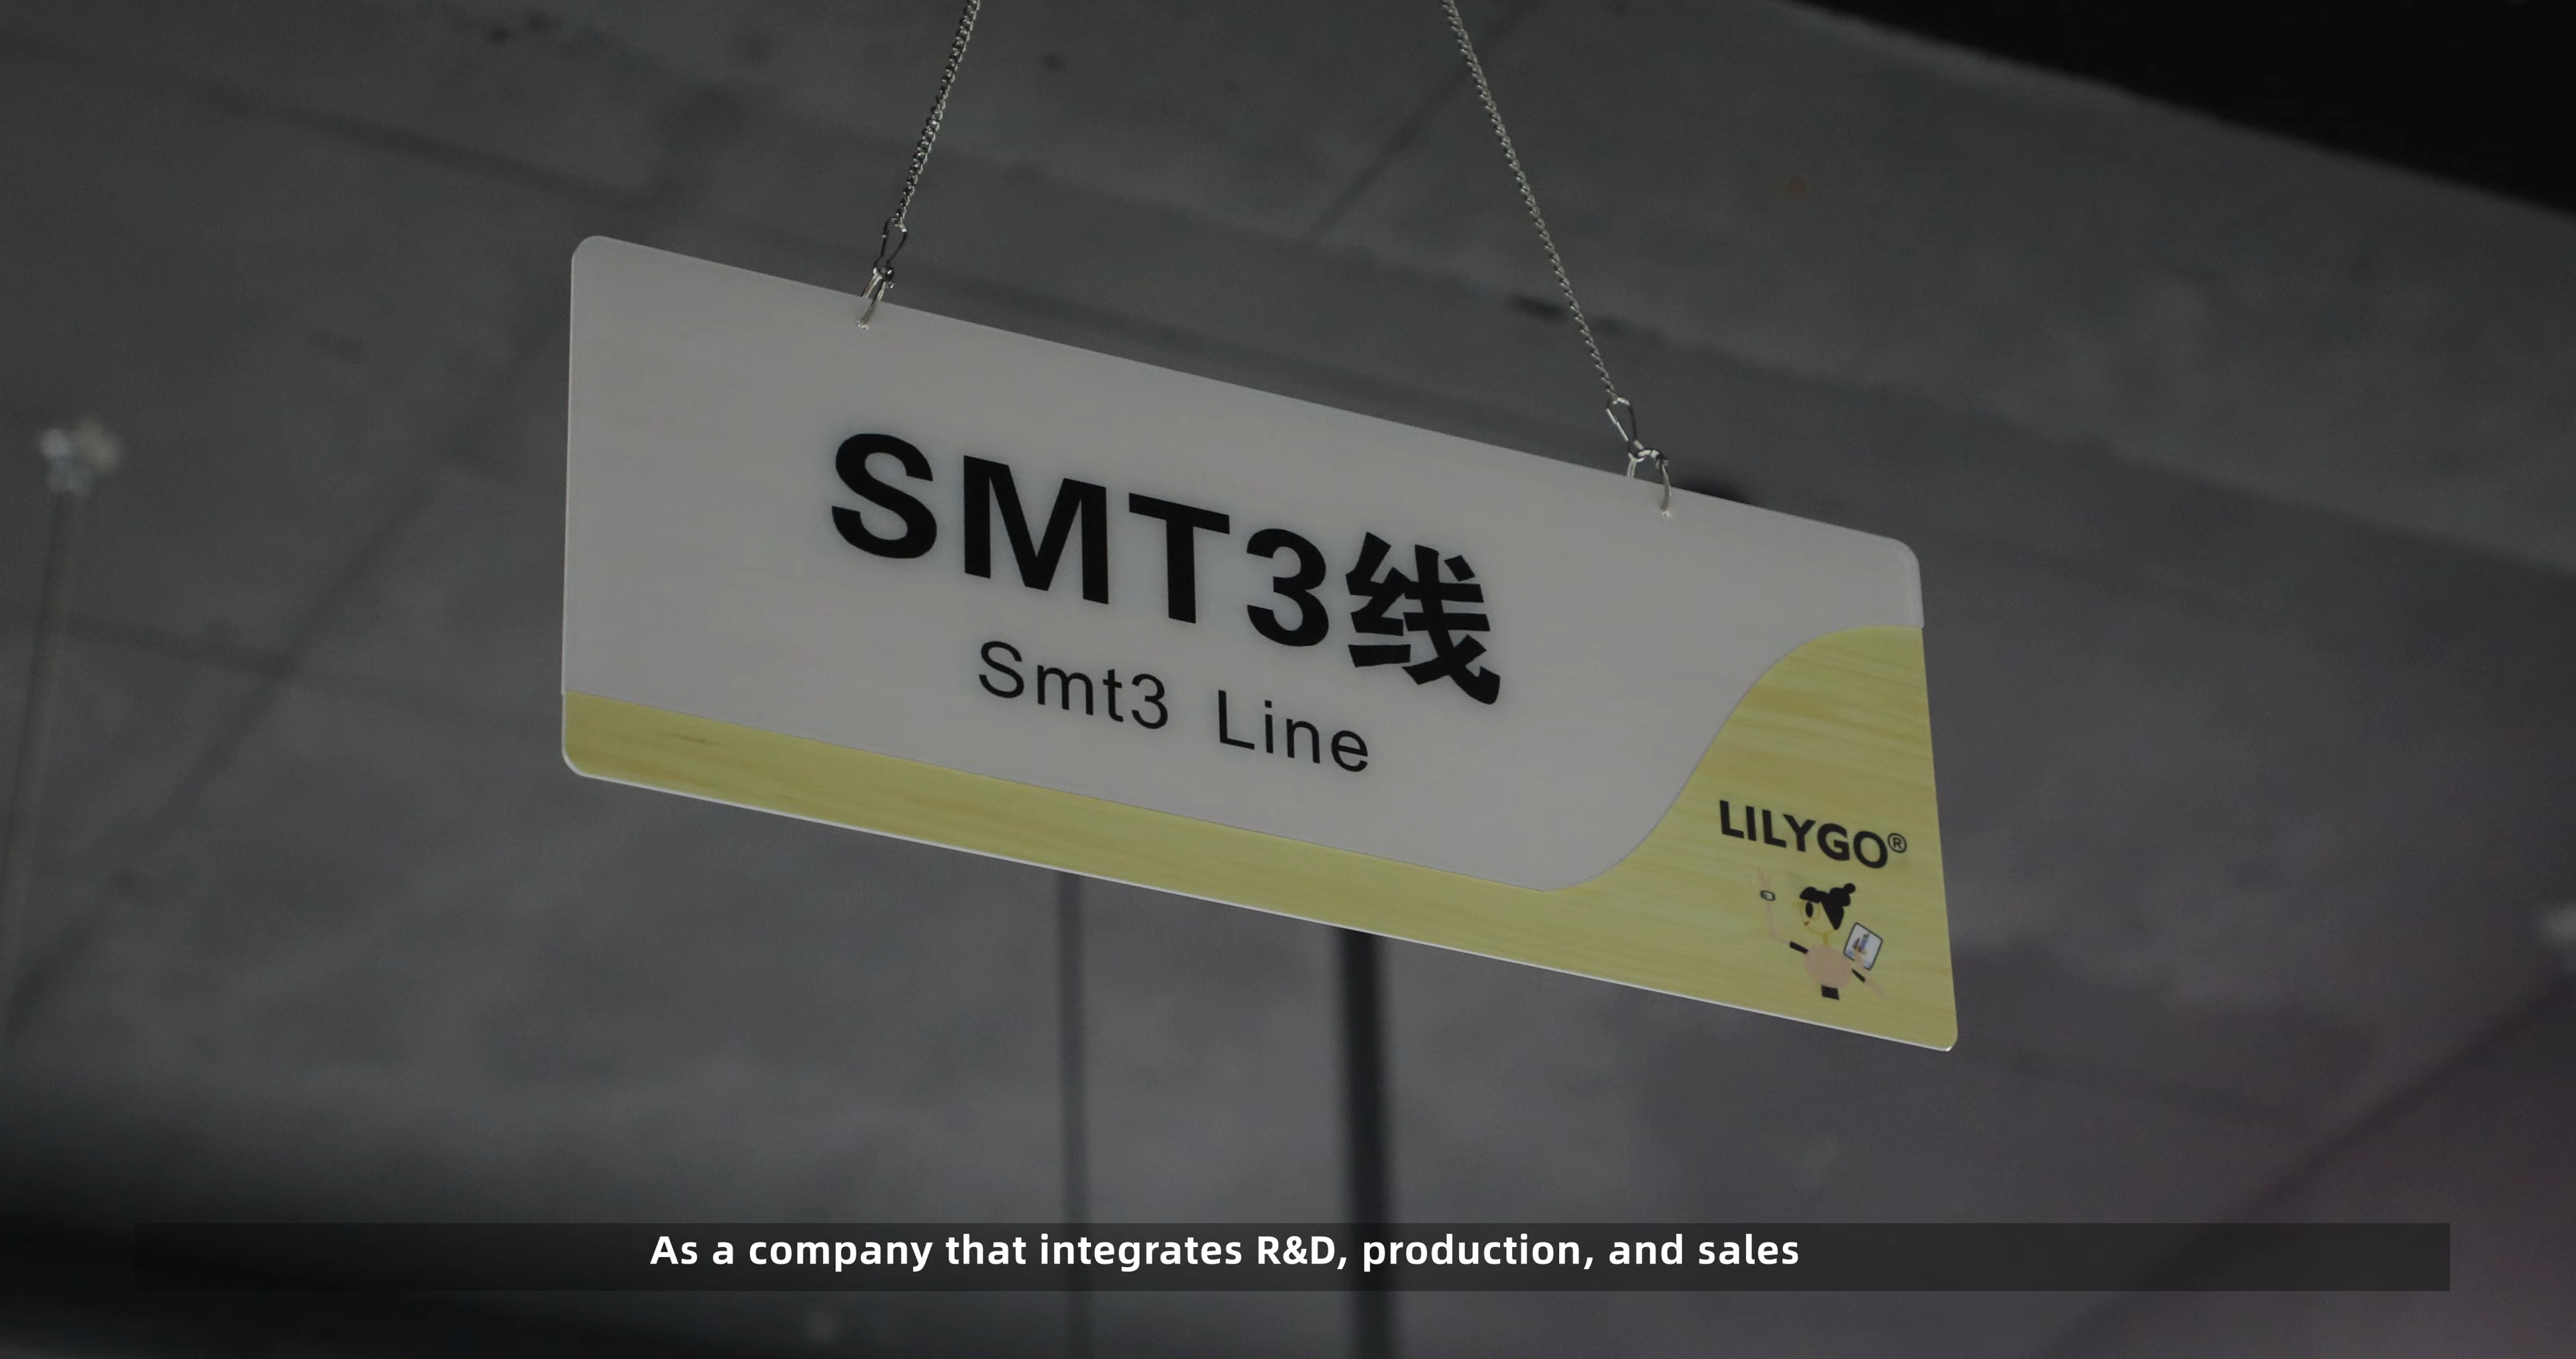 SMT3线
Smt3 Line
LILYGO®
As a company that integrates R&D, production, and sales